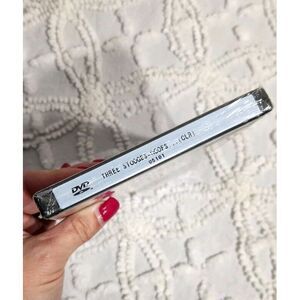 DVD
THREE STOOGES-GOOFS ..(CLR)
05101